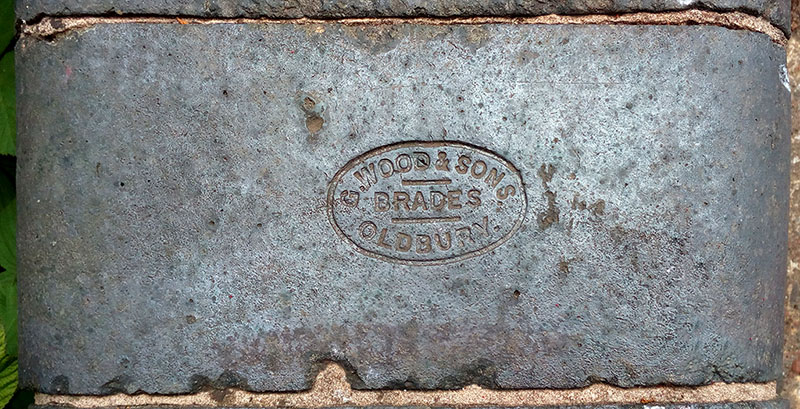 G. WOOD & SONS.
BRADES
OLDBURY.